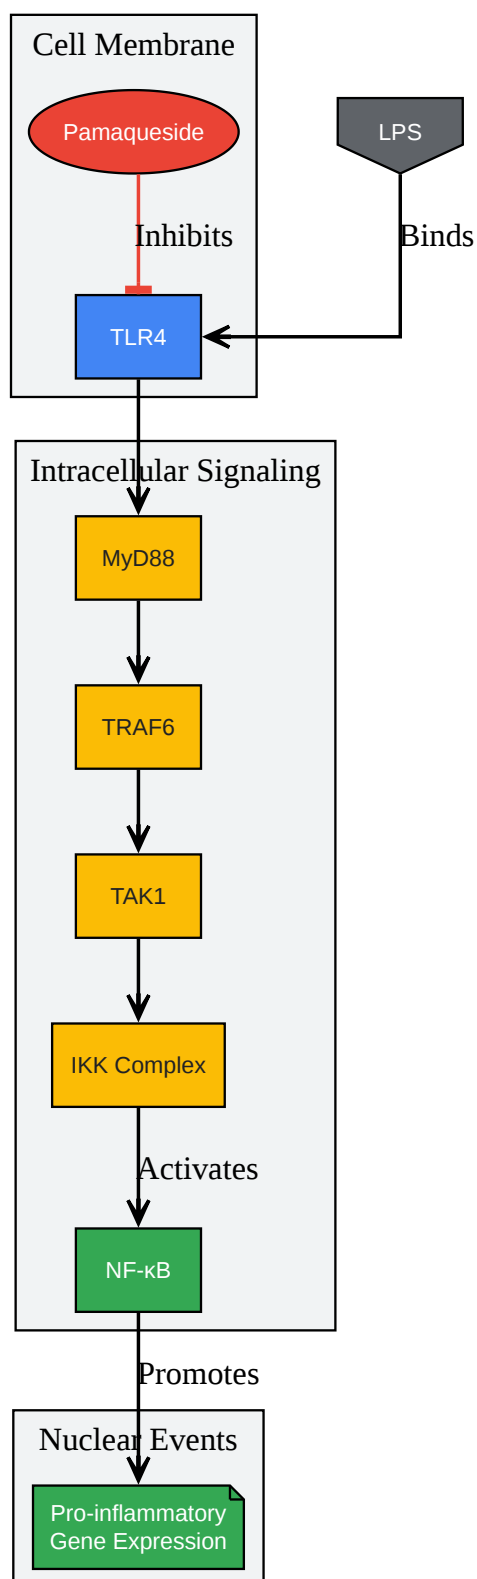 Cell Membrane
Pamaqueside
LPS
Inhibits
Binds
TLR4
Intracellular Signaling
MyD88
TRAF6
TAK1
IKK Complex
Activates
NF-κB
Promotes
Nuclear Events
Pro-inflammatory
Gene Expression